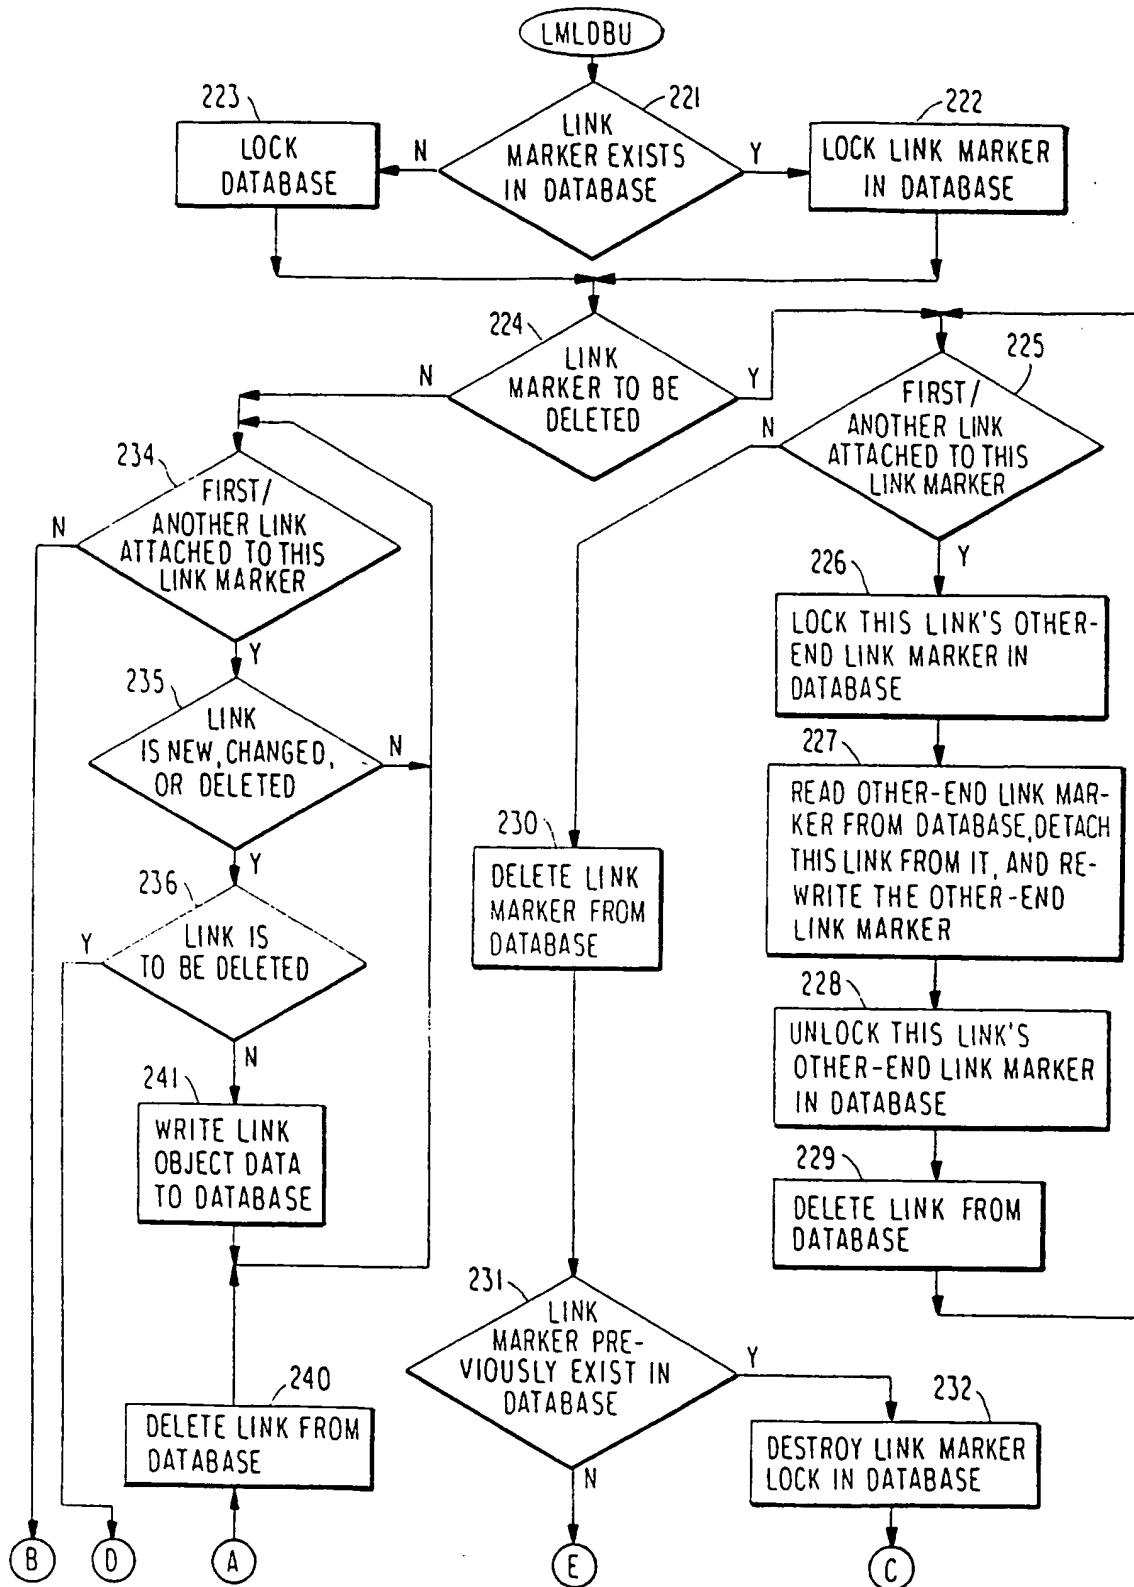 LMLDBU
223
221
222
LINK
MARKER EXISTS
IN DATABASE
N
Y
LOCK
DATABASE
LOCK LINK MARKER
IN DATABASE
224
LINK
MARKER TO BE
DELETED
N
Y
225
FIRST/
ANOTHER LINK
ATTACHED TO THIS
LINK MARKER
N
Y
234
FIRST/
ANOTHER LINK
ATTACHED TO THIS
LINK MARKER
N
Y
226
LOCK THIS LINK'S OTHER-
END LINK MARKER IN
DATABASE
235
LINK
IS NEW, CHANGED,
OR DELETED
N
Y
227
READ OTHER-END LINK MAR-
KER FROM DATABASE, DETACH
THIS LINK FROM IT, AND RE-
WRITE THE OTHER-END
LINK MARKER
230
DELETE LINK
MARKER FROM
DATABASE
236
LINK IS
TO BE DELETED
Y
N
228
UNLOCK THIS LINK'S
OTHER-END LINK MARKER
IN DATABASE
241
WRITE LINK
OBJECT DATA
TO DATABASE
229
DELETE LINK FROM
DATABASE
231
LINK
MARKER PRE-
VIOUSLY EXIST IN
DATABASE
Y
N
240
DELETE LINK FROM
DATABASE
232
DESTROY LINK MARKER
LOCK IN DATABASE
B
D
A
E
C